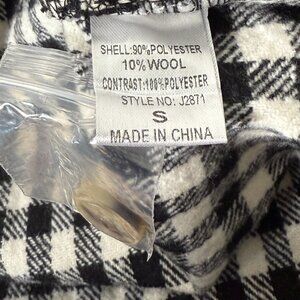 SHELL:90%POLYESTER
10% WOOL
CONTRAST:100%POLYESTER
STYLE NO: J2871
S
MADE IN CHINA